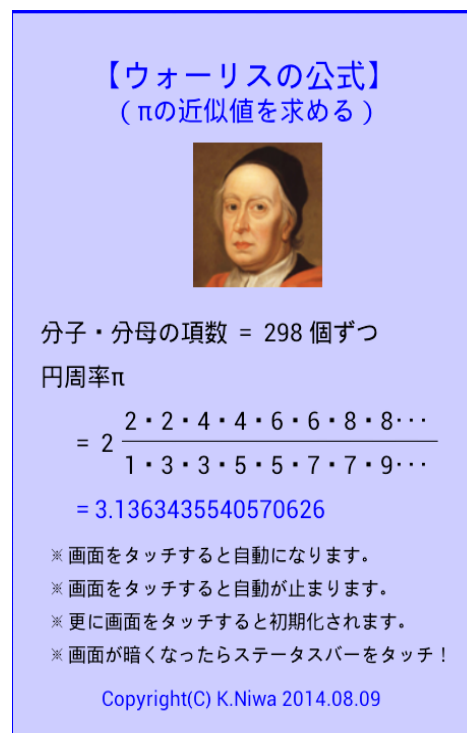 【ウォーリスの公式】
( πの近似値を求める )
分子・分母の項数 = 298 個ずつ
円周率π
= 2
2・2・4・4・6・6・8・8・・・
1・3・3・5・5・7・7・9・・・
= 3.1363435540570626
※ 画面をタッチすると自動になります。
※ 画面をタッチすると自動が止まります。
※ 更に画面をタッチすると初期化されます。
※ 画面が暗くなったらステータスバーをタッチ！
Copyright(C) K.Niwa 2014.08.09